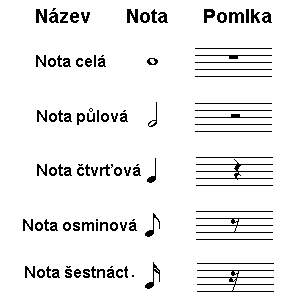 Název Nota Pomlka
Nota celá
Nota půlová
Nota čtvrťová
Nota osminová
Nota šestnáct.